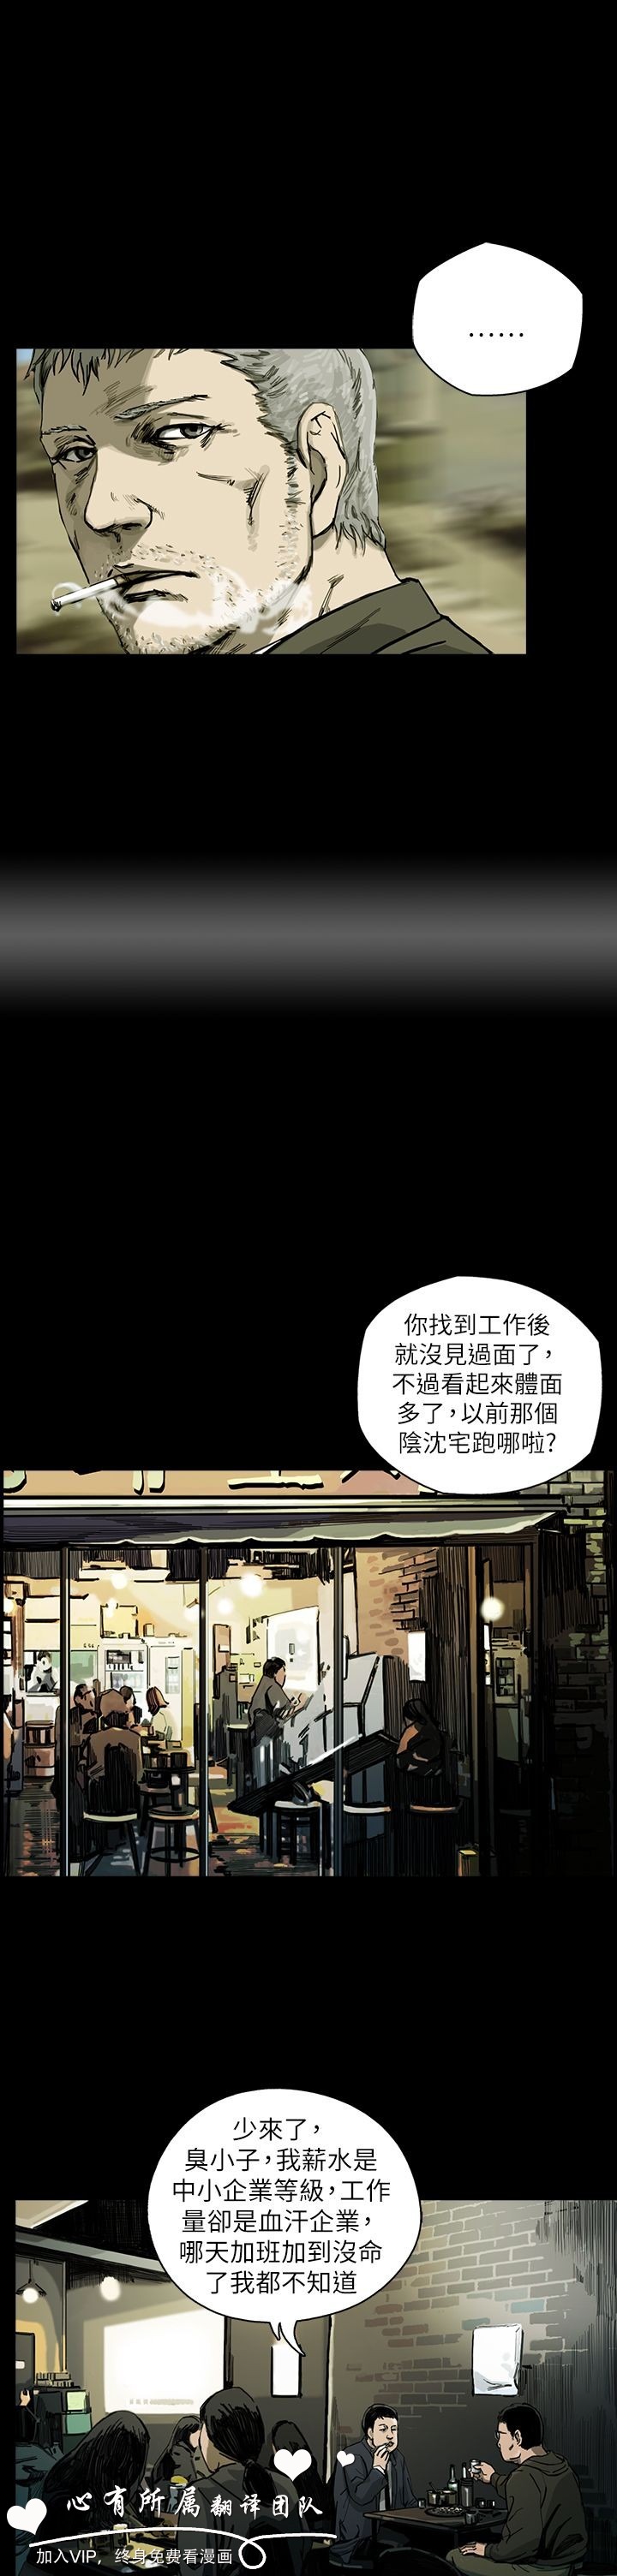 ......
你找到工作後
就沒見過面了，
不過看起來體面
多了，以前那個
陰沈宅跑哪啦？
少來了，
臭小子，我薪水是
中小企業等級，工作
量卻是血汗企業，
哪天加班加到沒命
了我都不知道
心有所属翻译团队
加入VIP，终身免费看漫画